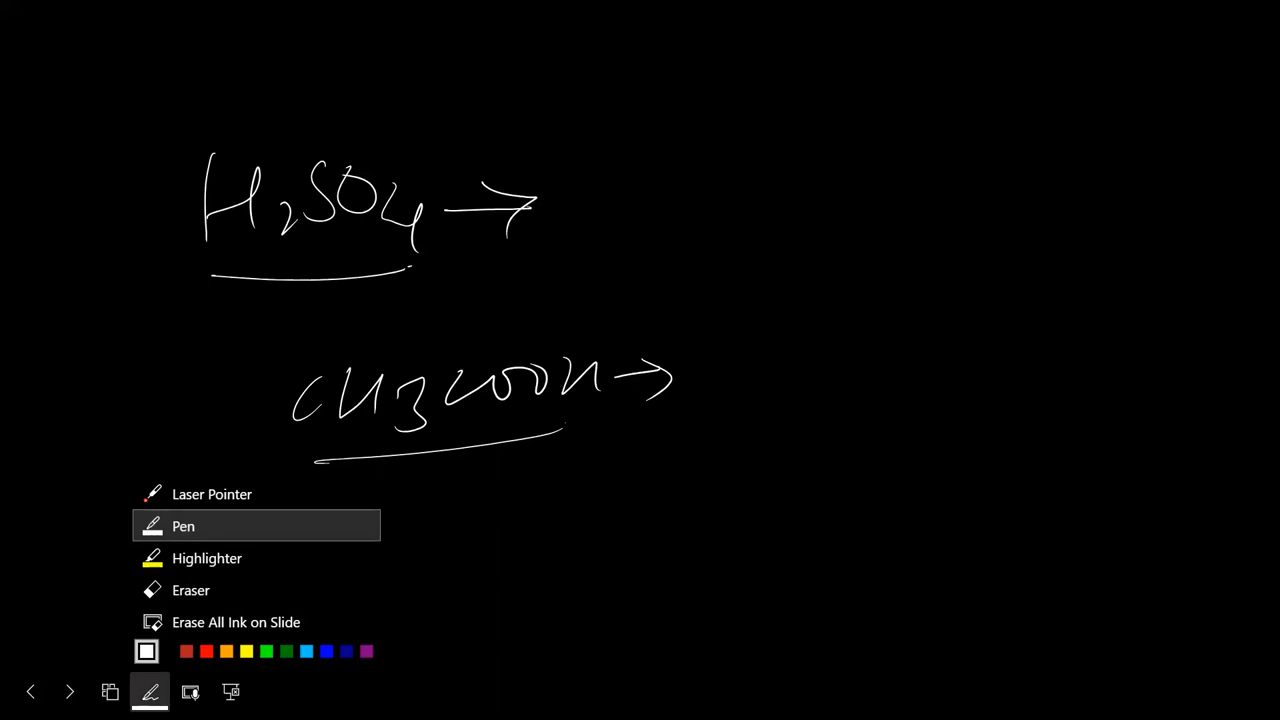 H₂SO₄ →
CH3COOH →
Laser Pointer
Pen
Highlighter
Eraser
Erase All Ink on Slide